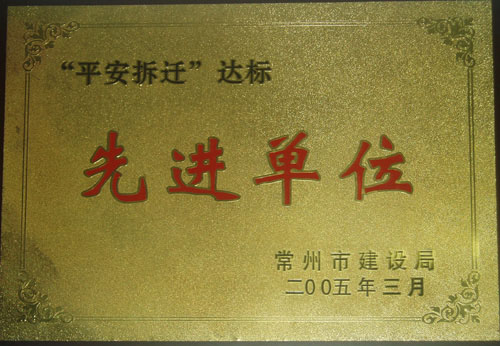 “平安拆迁”达标
先进单位
常州市建设局
二00五年三月